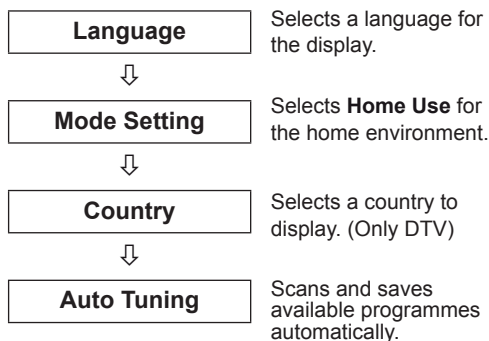 Language
Selects a language for
the display.
Mode Setting
Selects Home Use for
the home environment.
Country
Selects a country to
display. (Only DTV)
Auto Tuning
Scans and saves
available programmes
automatically.